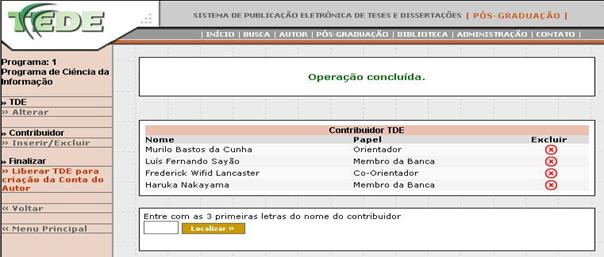 TEDE
SISTEMA DE PUBLICAÇÃO ELETRÔNICA DE TESES E DISSERTAÇÕES | PÓS-GRADUAÇÃO |
| INÍCIO | BUSCA | AUTOR | PÓS-GRADUAÇÃO | BIBLIOTECA | ADMINISTRAÇÃO | CONTATO |
Programa: 1
Programa de Ciência da
Informação
» TDE
» Alterar
» Contribuidor
» Inserir/Excluir
» Finalizar
» Liberar TDE para
criação da Conta do
Autor
« Voltar
« Menu Principal
Operação concluída.
Contribuidor TDE
Nome Papel Excluir
Murilo Bastos da Cunha Orientador
Luís Fernando Sayão Membro da Banca
Frederick Wifid Lancaster Co-Orientador
Haruka Nakayama Membro da Banca
Entre com as 3 primeiras letras do nome do contribuidor
Localizar »